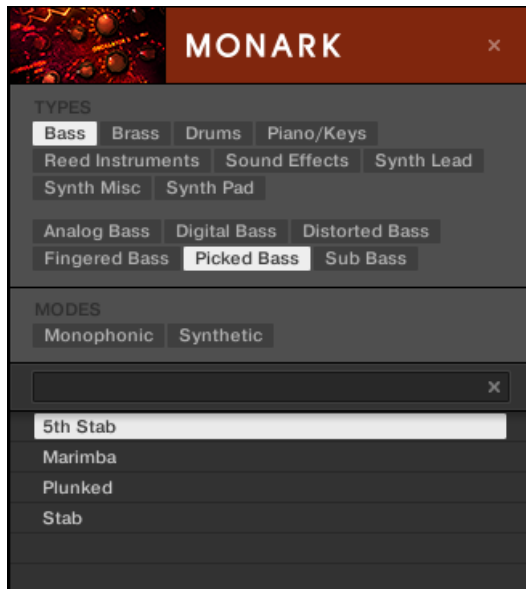 MONARK ×
TYPES
Bass Brass Drums Piano/Keys
Reed Instruments Sound Effects Synth Lead
Synth Misc Synth Pad
Analog Bass Digital Bass Distorted Bass
Fingered Bass Picked Bass Sub Bass
MODES
Monophonic Synthetic
×
5th Stab
Marimba
Plunked
Stab